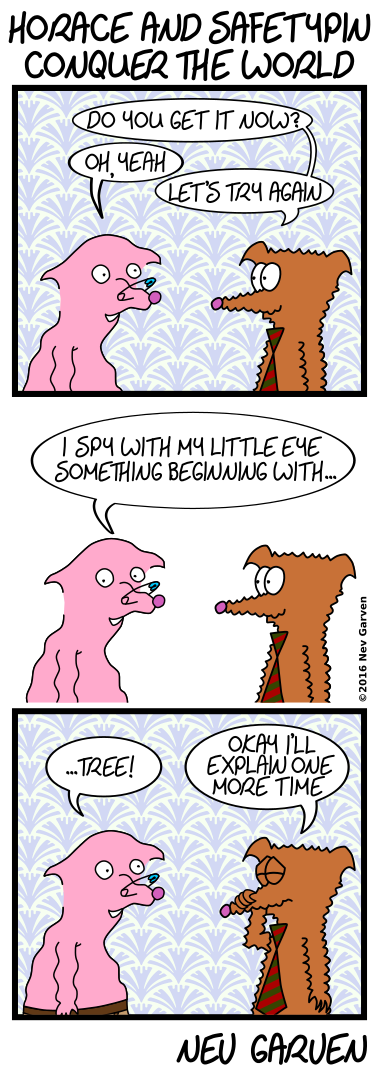 HORACE AND SAFETYPIN
CONQUER THE WORLD
DO YOU GET IT NOW?
OH, YEAH
LET'S TRY AGAIN
I SPY WITH MY LITTLE EYE
SOMETHING BEGINNING WITH...
©2016 Nev Garven
...TREE!
OKAY I'LL
EXPLAIN ONE
MORE TIME
NEV GARVEN